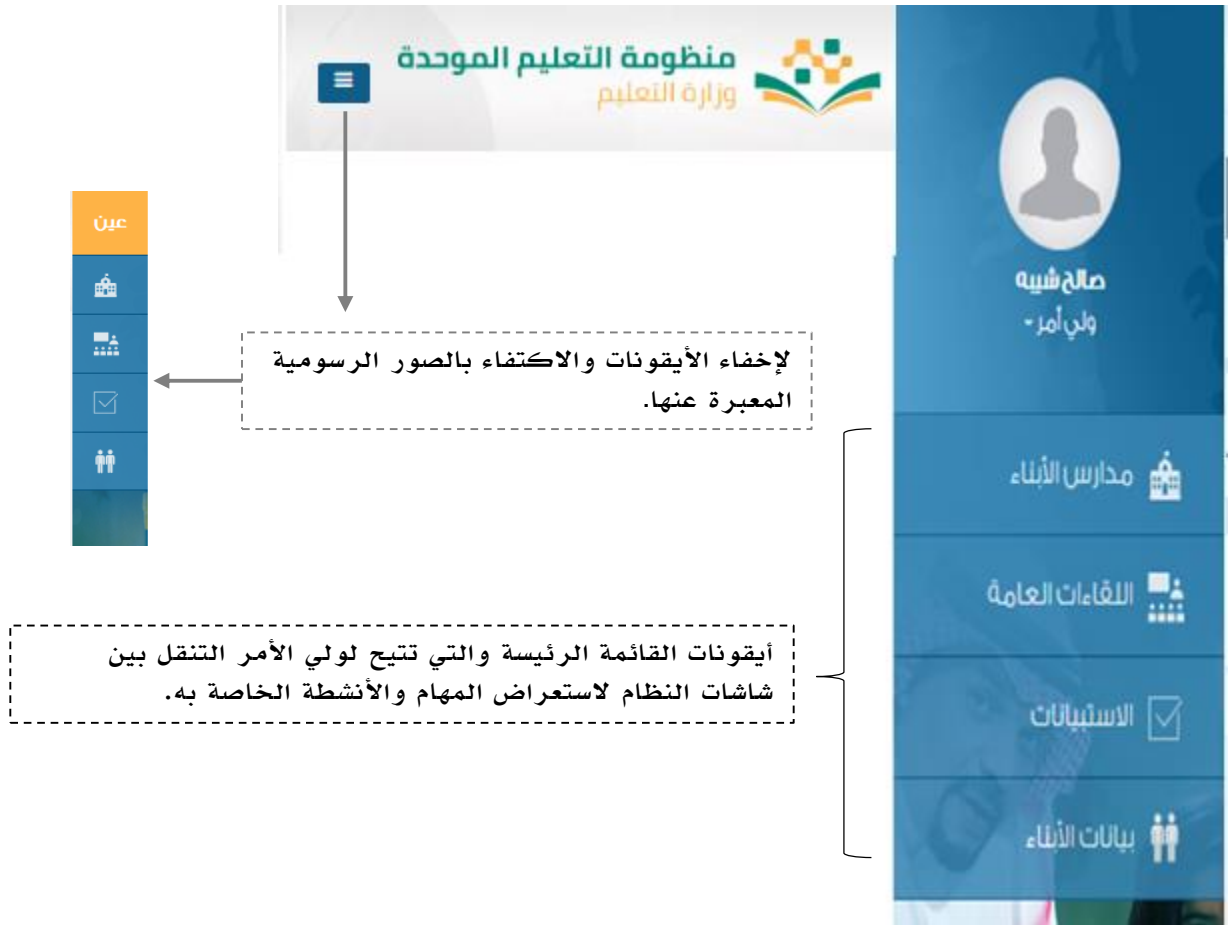 منظومة التعليم الموحدة
وزارة التعليم
صالح شيبه
ولي أمر
عين
لإخفاء الأيقونات والاكتفاء بالصور الرسومية
المعبرة عنها.
مدارس الأبناء
اللقاءات العامة
الاستبيانات
بيانات الأبناء
أيقونات القائمة الرئيسة والتي تتيح لولي الأمر التنقل بين
شاشات النظام لاستعراض المهام والأنشطة الخاصة به.